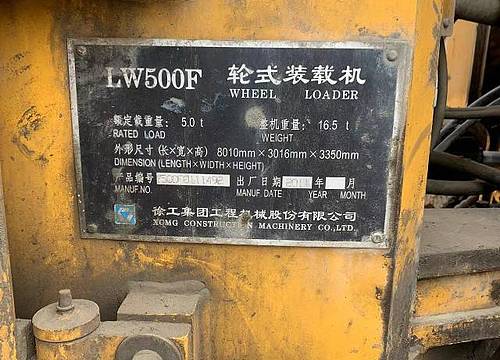 LW500F 轮式装载机
WHEEL LOADER
额定载重量: 5.0 t 整机重量: 16.5 t
RATED LOAD WEIGHT
外形尺寸 (长×宽×高) 8010mm×3016mm×3350mm
DIMENSION (LENGTH×WIDTH×HEIGHT)
产品编号 出厂日期 2011 年 月
MANUF.NO. MANUF.DATE YEAR MONTH
徐工集团工程机械股份有限公司
XCMG CONSTRUCTION MACHINERY CO.,LTD.